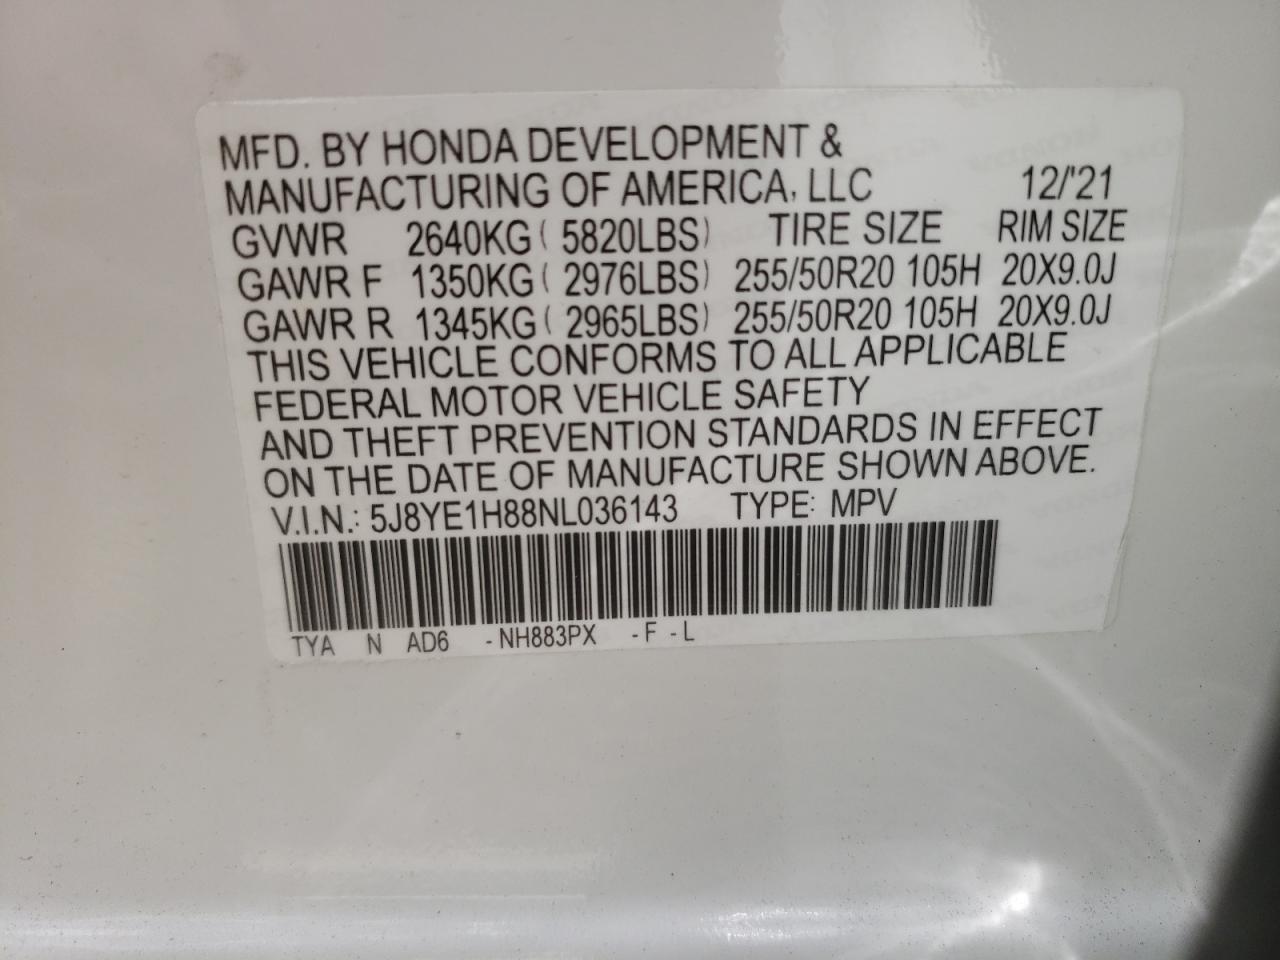 MFD. BY HONDA DEVELOPMENT &
MANUFACTURING OF AMERICA, LLC 12/'21
GVWR 2640KG ( 5820LBS) TIRE SIZE RIM SIZE
GAWR F 1350KG ( 2976LBS) 255/50R20 105H 20X9.0J
GAWR R 1345KG ( 2965LBS) 255/50R20 105H 20X9.0J
THIS VEHICLE CONFORMS TO ALL APPLICABLE
FEDERAL MOTOR VEHICLE SAFETY
AND THEFT PREVENTION STANDARDS IN EFFECT
ON THE DATE OF MANUFACTURE SHOWN ABOVE.
V.I.N.: 5J8YE1H88NL036143 TYPE: MPV
TYA N AD6 -NH883PX -F -L